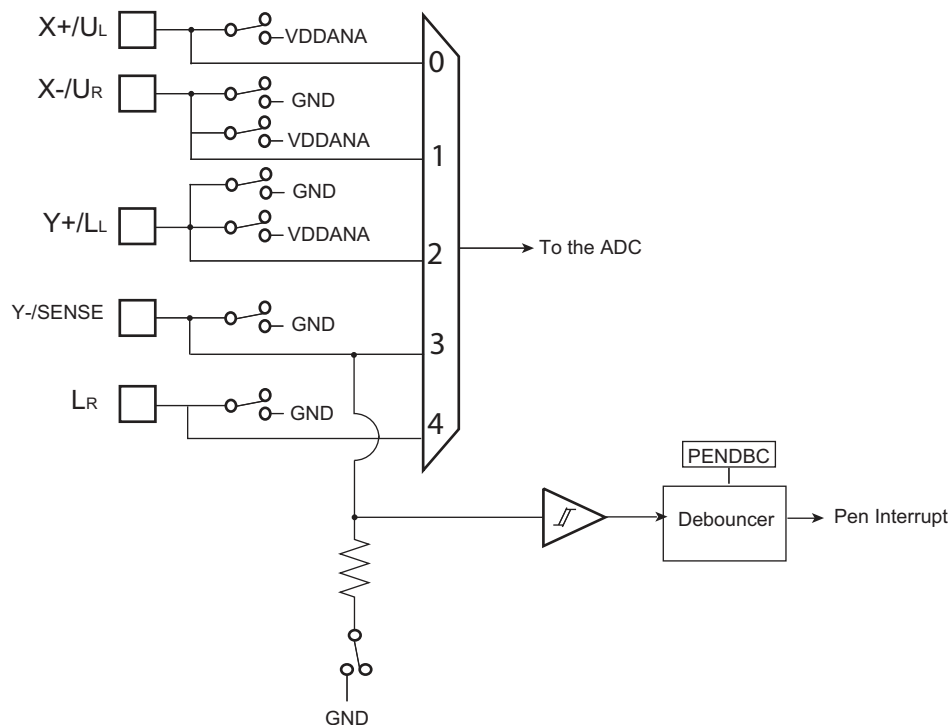 X+/UL
VDDANA
0
X-/UR
GND
VDDANA
1
GND
Y+/LL
VDDANA
2
To the ADC
Y-/SENSE
GND
3
LR
GND
4
PENDBC
Debouncer
Pen Interrupt
GND